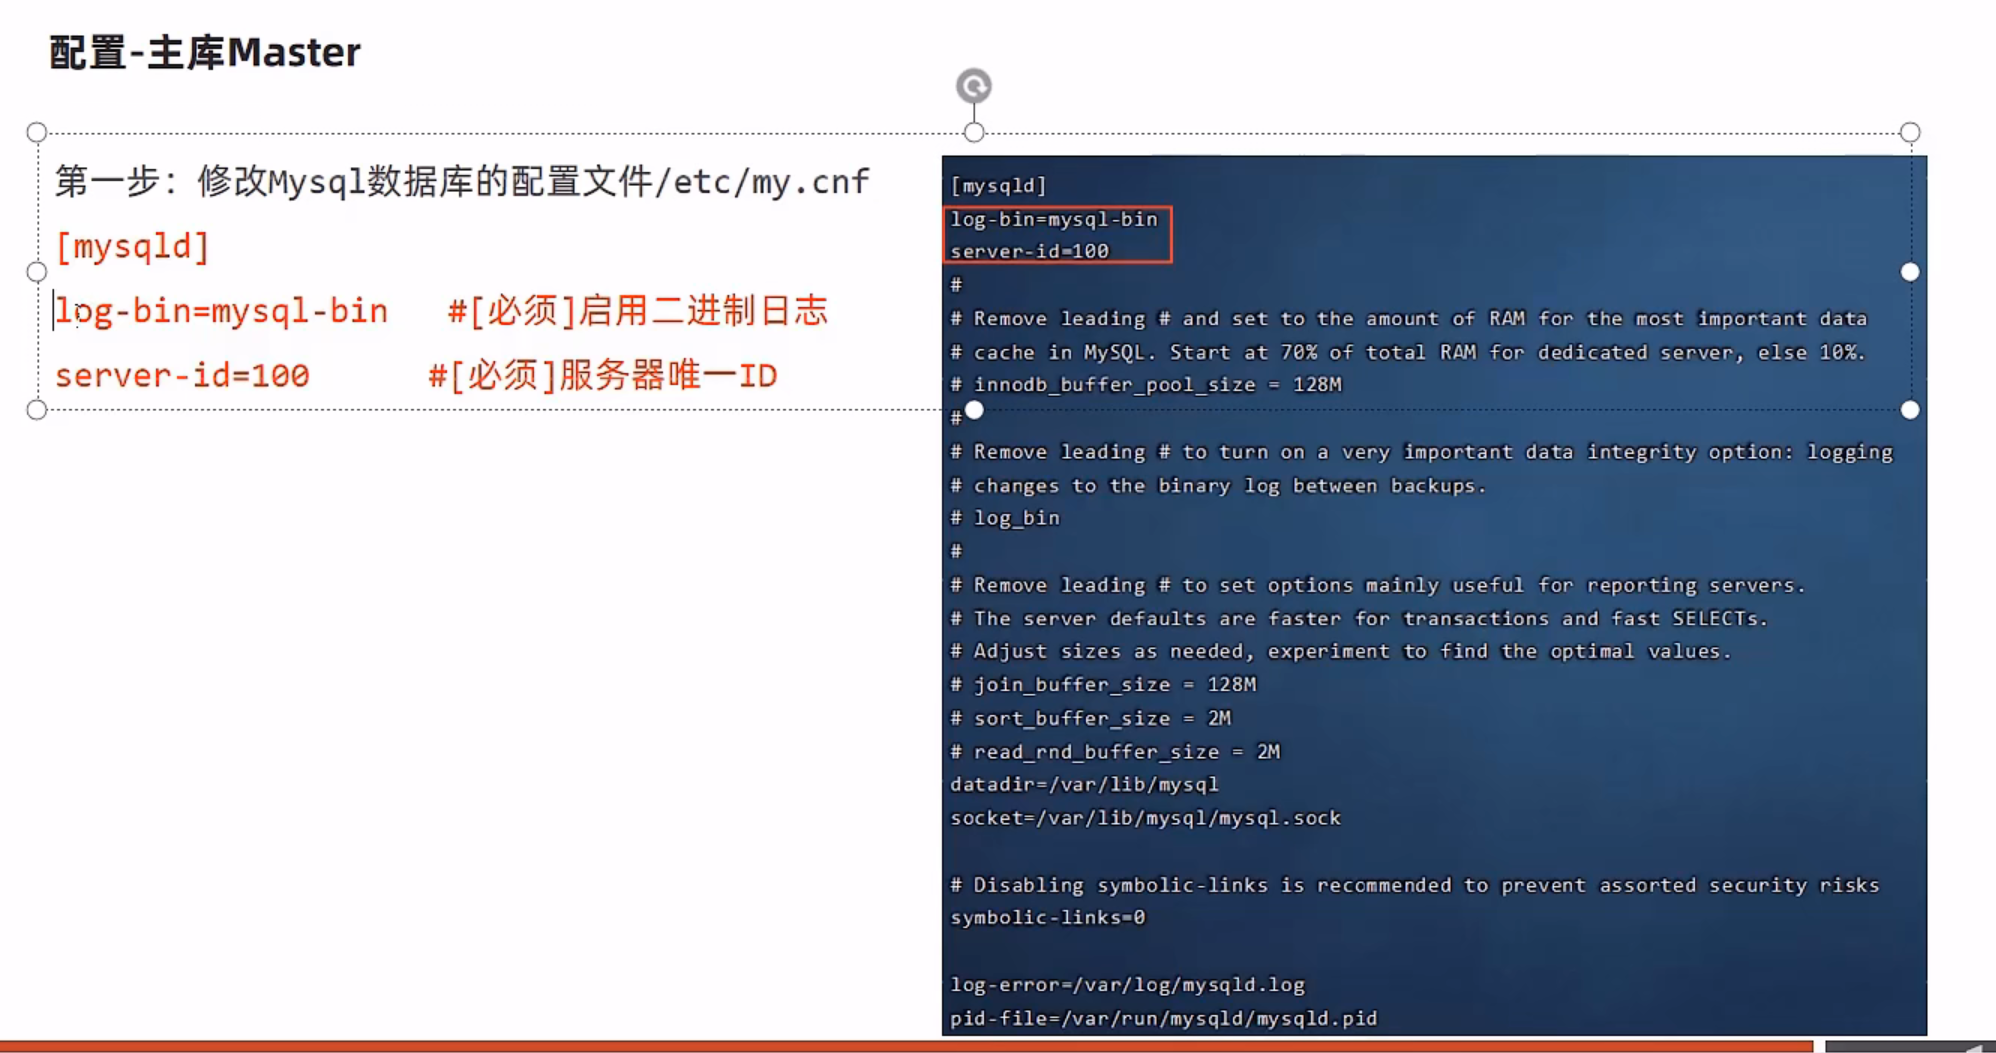 配置-主库Master
第一步：修改Mysql数据库的配置文件/etc/my.cnf
[mysqld]
log-bin=mysql-bin #[必须]启用二进制日志
server-id=100 #[必须]服务器唯一ID
[mysqld]
log-bin=mysql-bin
server-id=100
#
# Remove leading # and set to the amount of RAM for the most important data
# cache in MySQL. Start at 70% of total RAM for dedicated server, else 10%.
# innodb_buffer_pool_size = 128M
#
# Remove leading # to turn on a very important data integrity option: logging
# changes to the binary log between backups.
# log_bin
#
# Remove leading # to set options mainly useful for reporting servers.
# The server defaults are faster for transactions and fast SELECTs.
# Adjust sizes as needed, experiment to find the optimal values.
# join_buffer_size = 128M
# sort_buffer_size = 2M
# read_rnd_buffer_size = 2M
datadir=/var/lib/mysql
socket=/var/lib/mysql/mysql.sock
# Disabling symbolic-links is recommended to prevent assorted security risks
symbolic-links=0
log-error=/var/log/mysqld.log
pid-file=/var/run/mysqld/mysqld.pid